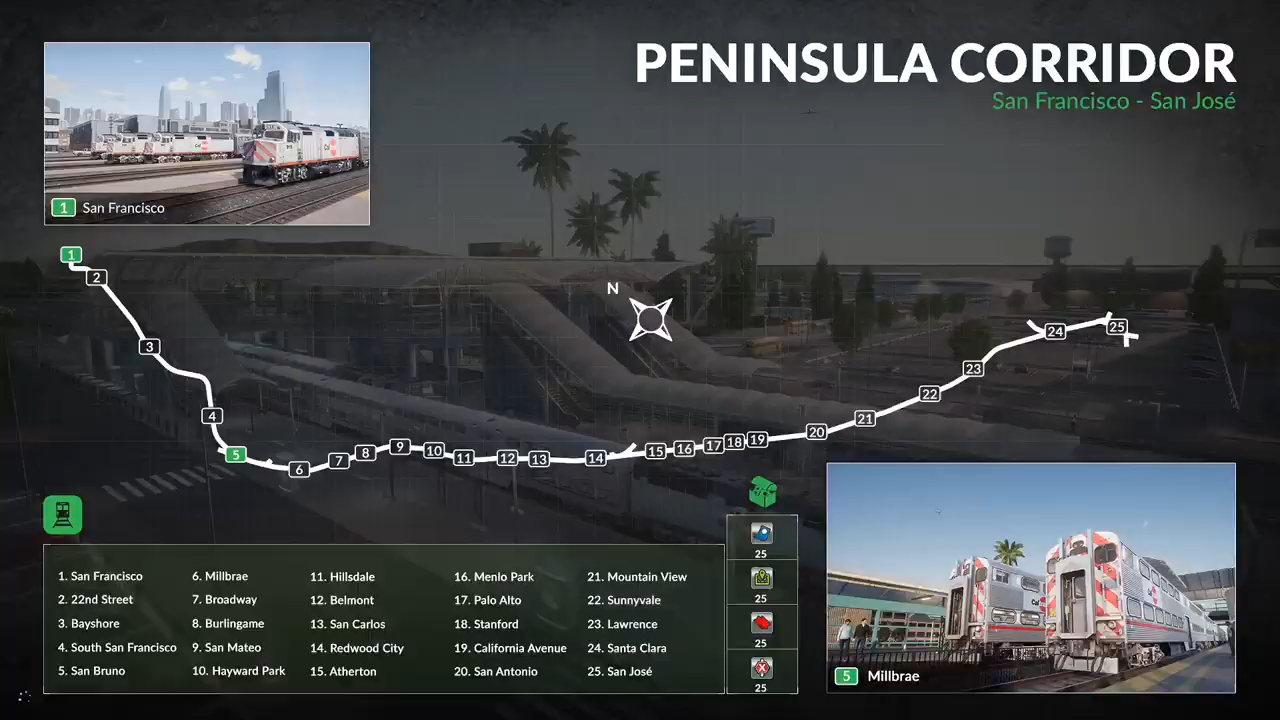 PENINSULA CORRIDOR
San Francisco - San José
1 San Francisco
1
2
N
3
24
25
23
22
4
21
20
5
6
7
8
9
10
11
12
13
14
15
16
17
18
19
1. San Francisco
2. 22nd Street
3. Bayshore
4. South San Francisco
5. San Bruno
6. Millbrae
7. Broadway
8. Burlingame
9. San Mateo
10. Hayward Park
11. Hillsdale
12. Belmont
13. San Carlos
14. Redwood City
15. Atherton
16. Menlo Park
17. Palo Alto
18. Stanford
19. California Avenue
20. San Antonio
21. Mountain View
22. Sunnyvale
23. Lawrence
24. Santa Clara
25. San José
25
25
25
25
5 Millbrae